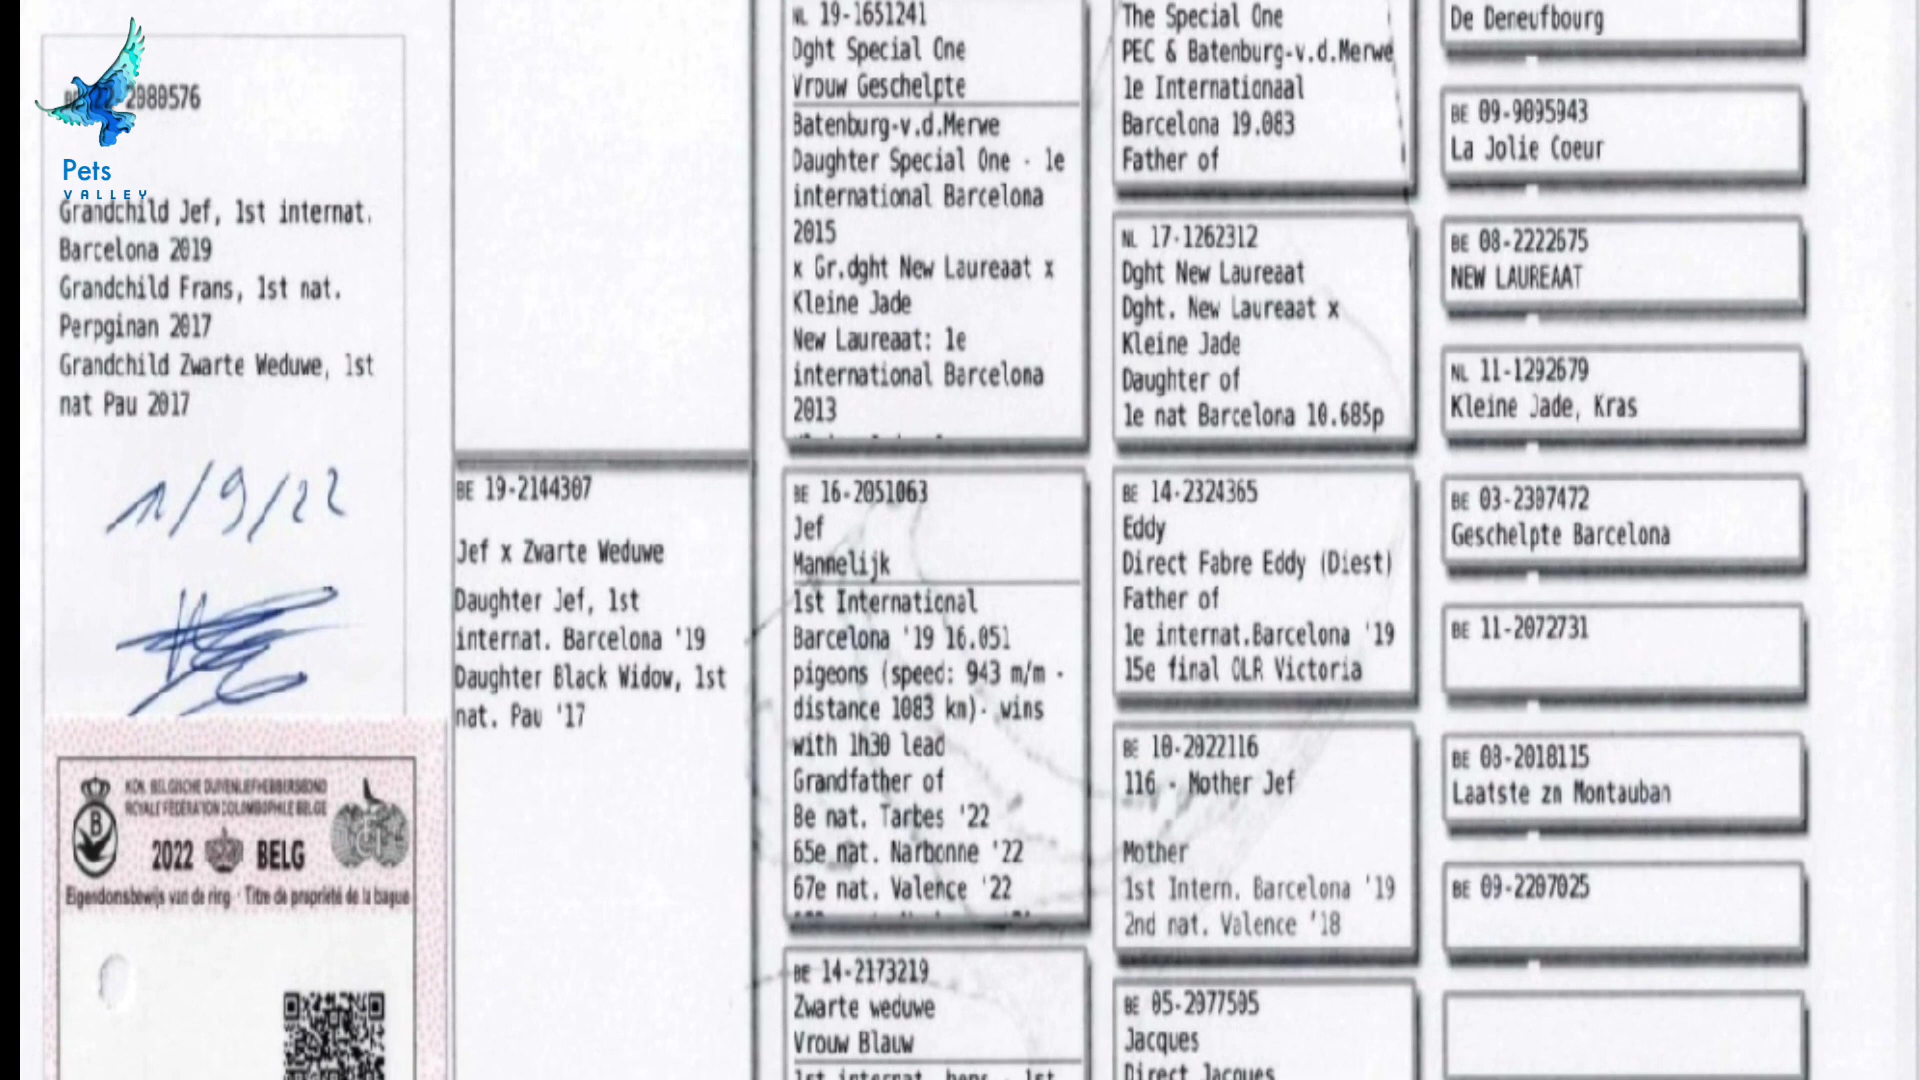 2080576
Pets
VALLEY
Grandchild Jef, 1st internat.
Barcelona 2019
Grandchild Frans, 1st nat.
Perpginan 2017
Grandchild Zwarte Weduwe, 1st
nat Pau 2017
1/9/22
KON. BELGISCHE DUIVENLIEFHEBBERSBOND
ROYALE FEDERATION COLOMBOPHILE BELGE
2022 BELG
Eigendomsbewijs van de ring - Titre de propriété de la bague
BE 19-2144307
Jef x Zwarte Weduwe
Daughter Jef, 1st
internat. Barcelona '19
Daughter Black Widow, 1st
nat. Pau '17
NL 19-1651241
Dght Special One
Vrouw Geschelpte
Batenburg-v.d.Merwe
Daughter Special One - 1e
international Barcelona
2015
x Gr.dght New Laureaat x
Kleine Jade
New Laureaat: 1e
international Barcelona
2013
BE 16-2051063
Jef
Mannelijk
1st International
Barcelona '19 16.051
pigeons (speed: 943 m/m -
distance 1083 km)- wins
with 1h30 lead
Grandfather of
8e nat. Tarbes '22
65e nat. Narbonne '22
67e nat. Valence '22
BE 14-2173219
Zwarte weduwe
Vrouw Blauw
1st internat. hens - 1st
The Special One
PEC & Batenburg-v.d.Merwe
1e Internationaal
Barcelona 19.083
Father of
NL 17-1262312
Dght New Laureaat
Dght. New Laureaat x
Kleine Jade
Daughter of
1e nat Barcelona 10.685p
BE 14-2324365
Eddy
Direct Fabre Eddy (Diest)
Father of
1e internat.Barcelona '19
15e final OLR Victoria
BE 10-2022116
116 - Mother Jef
Mother
1st Intern. Barcelona '19
2nd nat. Valence '18
BE 05-2077505
Jacques
Direct Jacques
De Deneufbourg
BE 09-9095943
La Jolie Coeur
BE 08-2222675
NEW LAUREAAT
NL 11-1292679
Kleine Jade, Kras
BE 03-2307472
Geschelpte Barcelona
BE 11-2072731
BE 08-2018115
Laatste zn Montauban
BE 09-2207025